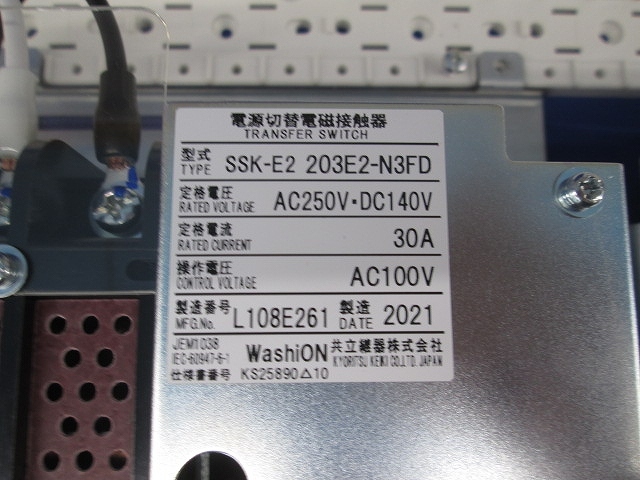 電源切替電磁接触器
TRANSFER SWITCH
型式 TYPE SSK-E2 203E2-N3FD
定格電圧 RATED VOLTAGE AC250V・DC140V
定格電流 RATED CURRENT 30A
操作電圧 CONTROL VOLTAGE AC100V
製造番号 MFG.No. L108E261 製造 DATE 2021
JEM1038
IEC-60947-6-1 WashiON 共立継器株式会社
KYORITSU KEIKI CO.,LTD. JAPAN
仕様書番号 KS25890△10